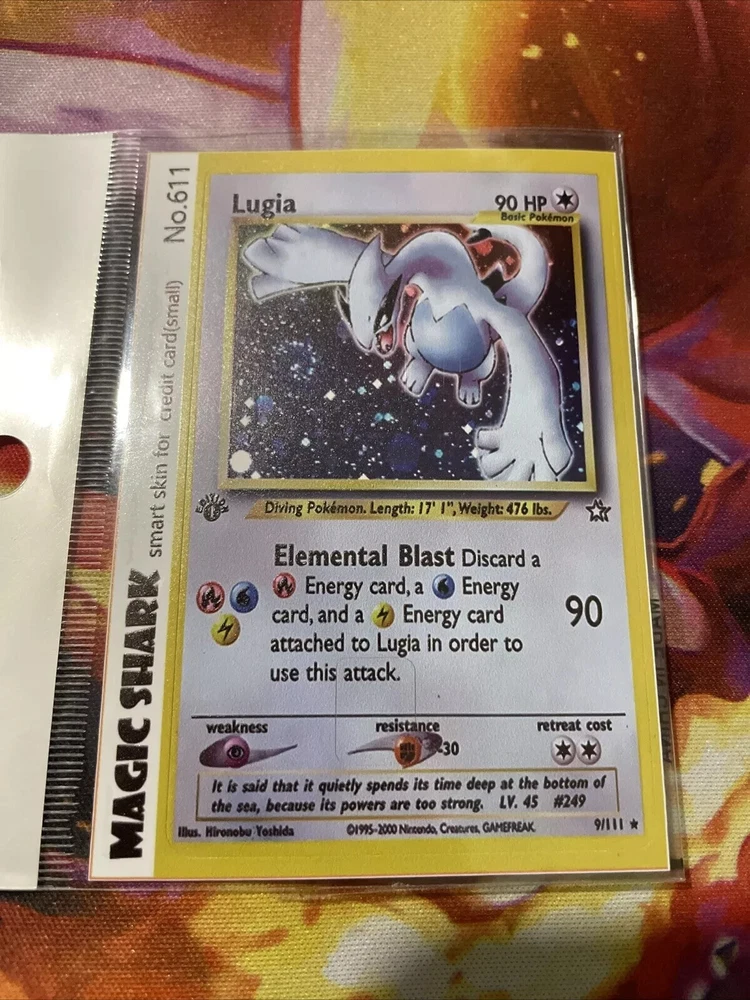 No.611
smart skin for credit card(small)
MAGIC SHARK
Lugia
90 HP
Basic Pokémon
EDITION
1
Diving Pokémon. Length: 17' 1", Weight: 476 lbs.
Elemental Blast Discard a
Energy card, a Energy
card, and a Energy card
attached to Lugia in order to
use this attack.
90
weakness
resistance
retreat cost
-30
It is said that it quietly spends its time deep at the bottom of
the sea, because its powers are too strong. LV. 45 #249
Illus. Hironobu Yoshida
©1995-2000 Nintendo, Creatures, GAMEFREAK.
9/111